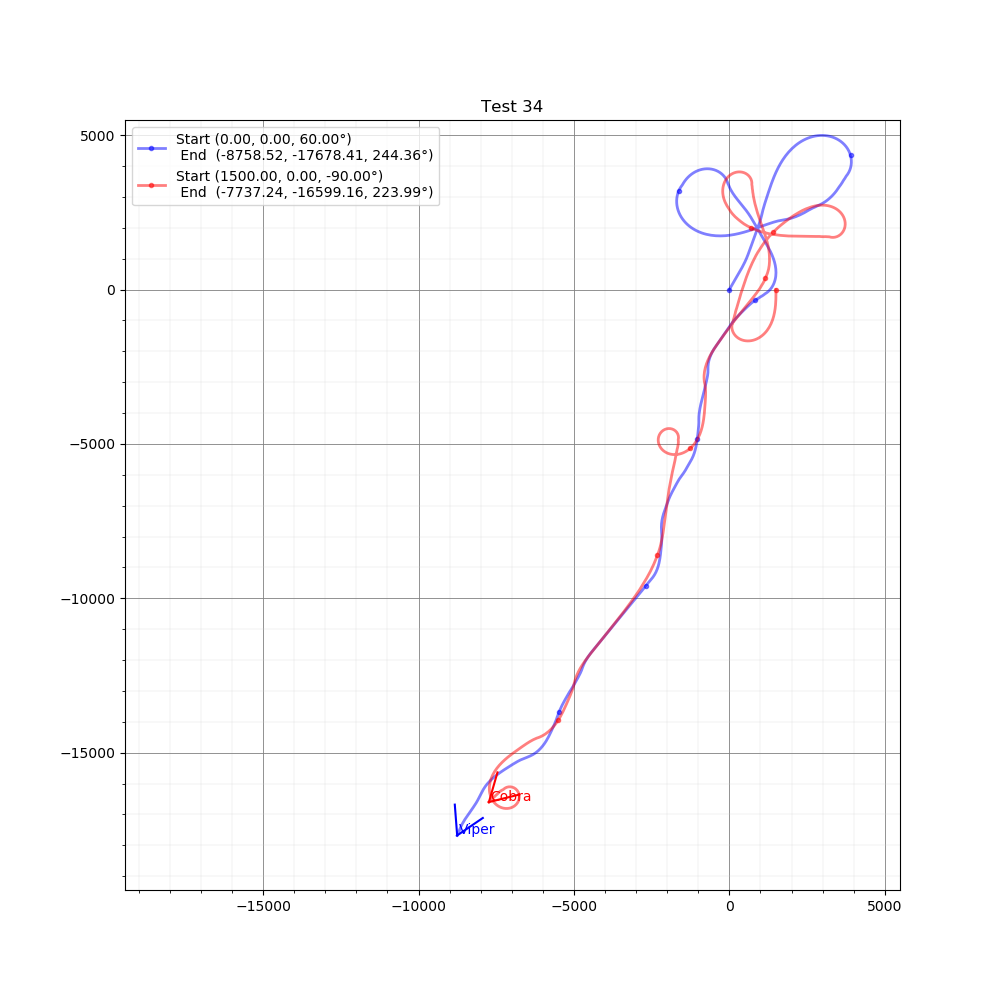 Test 34
Start (0.00, 0.00, 60.00°)
End (-8758.52, -17678.41, 244.36°)
Start (1500.00, 0.00, -90.00°)
End (-7737.24, -16599.16, 223.99°)
5000
0
−5000
−10000
−15000
Cobra
Viper
−15000
−10000
−5000
0
5000